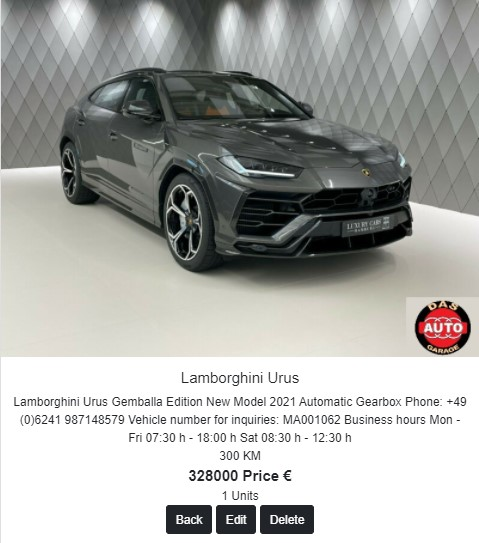 LUXURY CARS
DAS
AUTO
GARAGE
Lamborghini Urus
Lamborghini Urus Gemballa Edition New Model 2021 Automatic Gearbox Phone: +49
(0)6241 987148579 Vehicle number for inquiries: MA001062 Business hours Mon -
Fri 07:30 h - 18:00 h Sat 08:30 h - 12:30 h
300 KM
328000 Price €
1 Units
Back Edit Delete